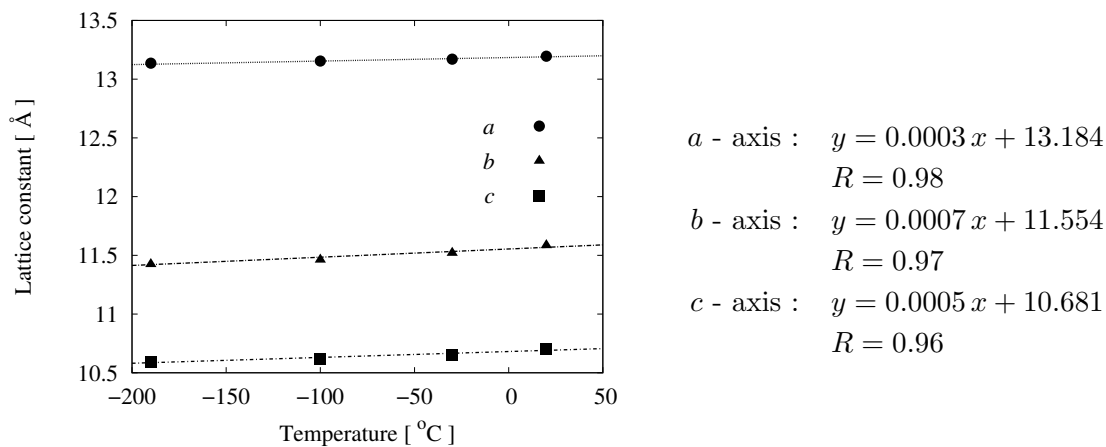 13.5
13
12.5
12
11.5
11
10.5
−200
−150
−100
−50
0
50
Lattice constant [ Å ]
Temperature [ °C ]
a
b
c
a - axis : y = 0.0003 x + 13.184
R = 0.98
b - axis : y = 0.0007 x + 11.554
R = 0.97
c - axis : y = 0.0005 x + 10.681
R = 0.96